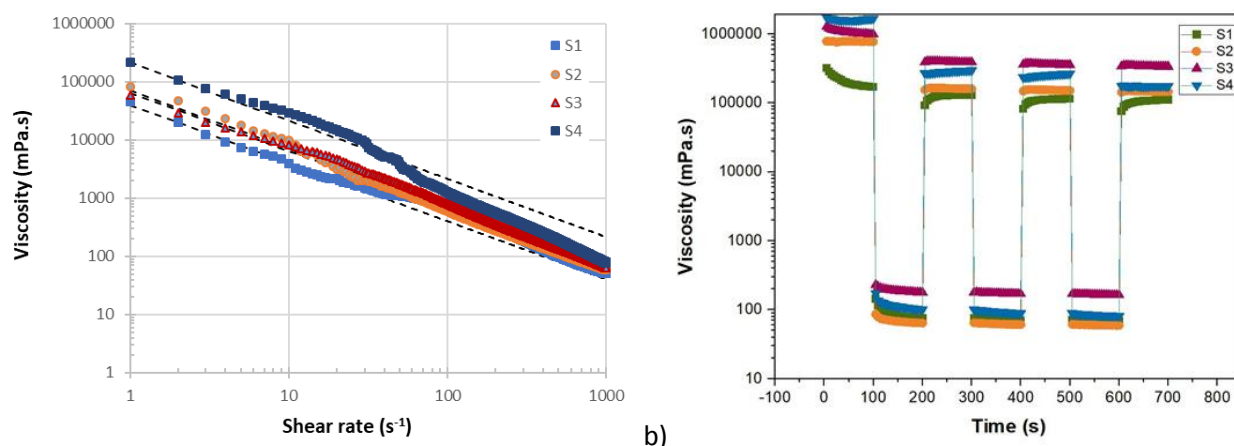 1000000
100000
10000
1000
100
10
1
Viscosity (mPa.s)
S1
S2
S3
S4
1 10 100 1000
Shear rate (s⁻¹)
b)
1000000
100000
10000
1000
100
10
Viscosity (mPa.s)
S1
S2
S3
S4
-100 0 100 200 300 400 500 600 700 800
Time (s)